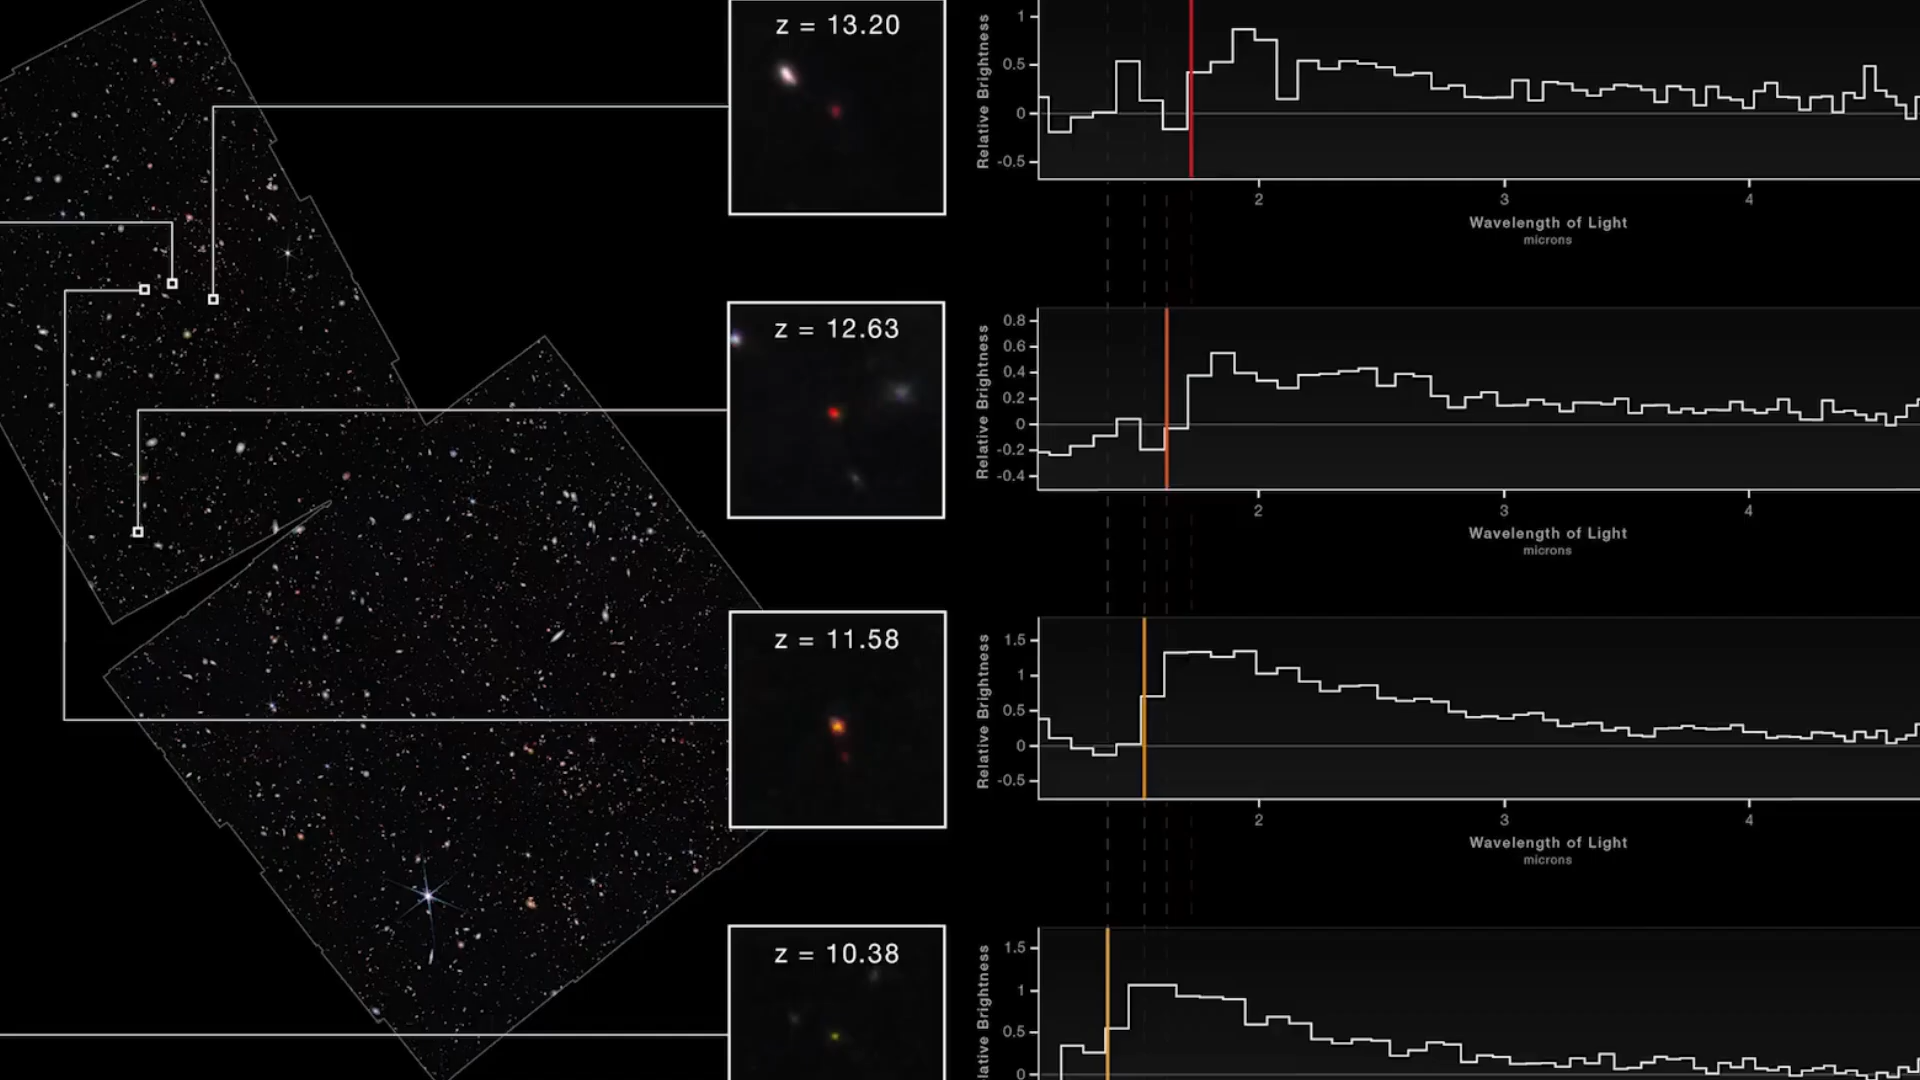 z = 13.20
Relative Brightness
1
0.5
0
-0.5
2 3 4
Wavelength of Light
microns
z = 12.63
Relative Brightness
0.8
0.6
0.4
0.2
0
-0.2
-0.4
2 3 4
Wavelength of Light
microns
z = 11.58
Relative Brightness
1.5
1
0.5
0
-0.5
2 3 4
Wavelength of Light
microns
z = 10.38
lative Brightness
1.5
1
0.5
0